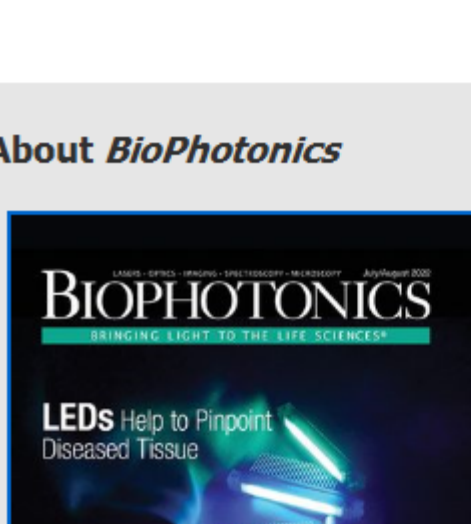 About BioPhotonics
LASERS • OPTICS • IMAGING • SPECTROSCOPY • MICROSCOPY July/August 2020
BIOPHOTONICS
BRINGING LIGHT TO THE LIFE SCIENCES®
LEDs Help to Pinpoint
Diseased Tissue